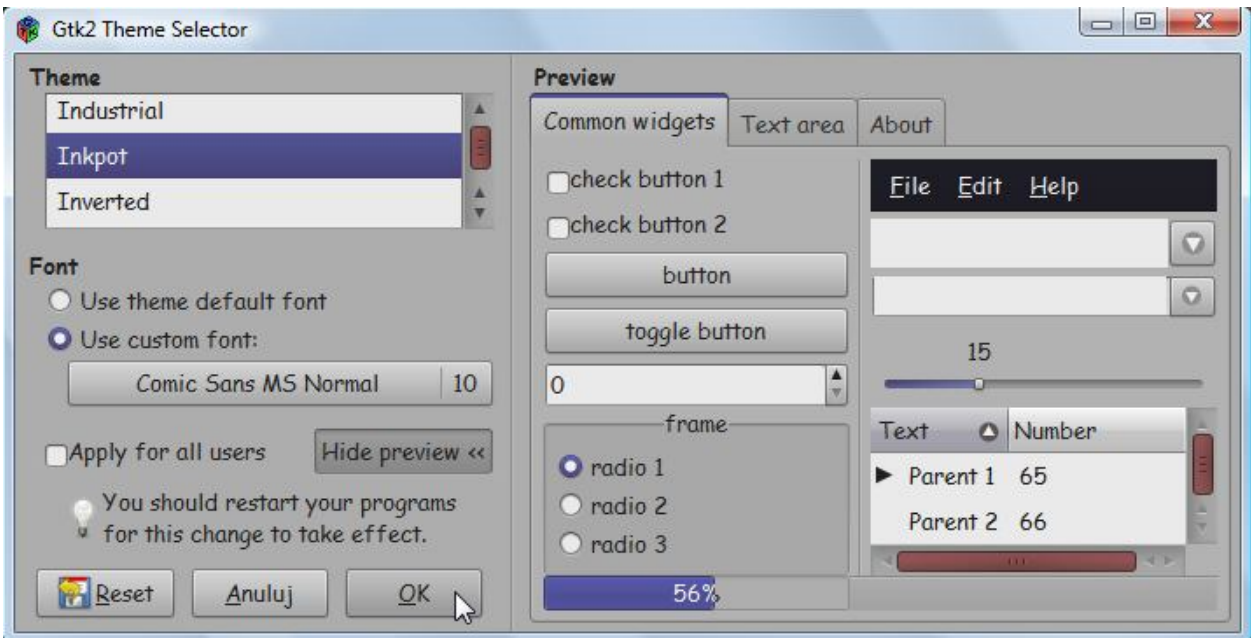 Gtk2 Theme Selector
Theme
Industrial
Inkpot
Inverted
Font
Use theme default font
Use custom font:
Comic Sans MS Normal 10
Apply for all users
Hide preview <<
You should restart your programs
for this change to take effect.
Reset
Anuluj
OK
Preview
Common widgets
Text area
About
check button 1
check button 2
button
toggle button
0
frame
radio 1
radio 2
radio 3
56%
File Edit Help
15
Text Number
Parent 1 65
Parent 2 66